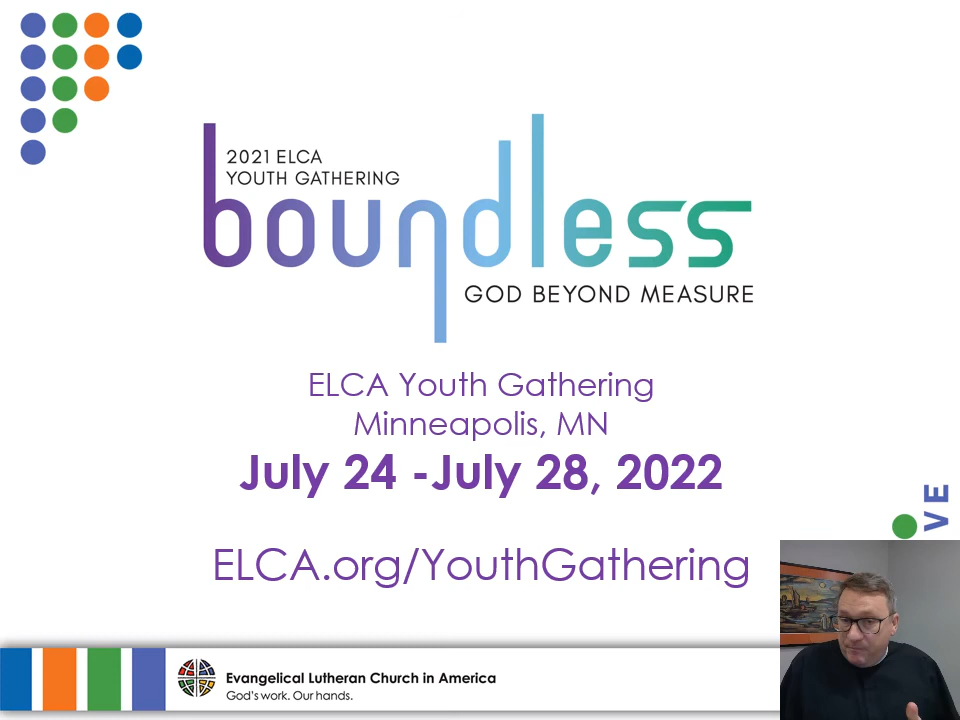 2021 ELCA
YOUTH GATHERING
boundless
GOD BEYOND MEASURE
ELCA Youth Gathering
Minneapolis, MN
July 24 -July 28, 2022
VE
ELCA.org/YouthGathering
Evangelical Lutheran Church in America
God's work. Our hands.